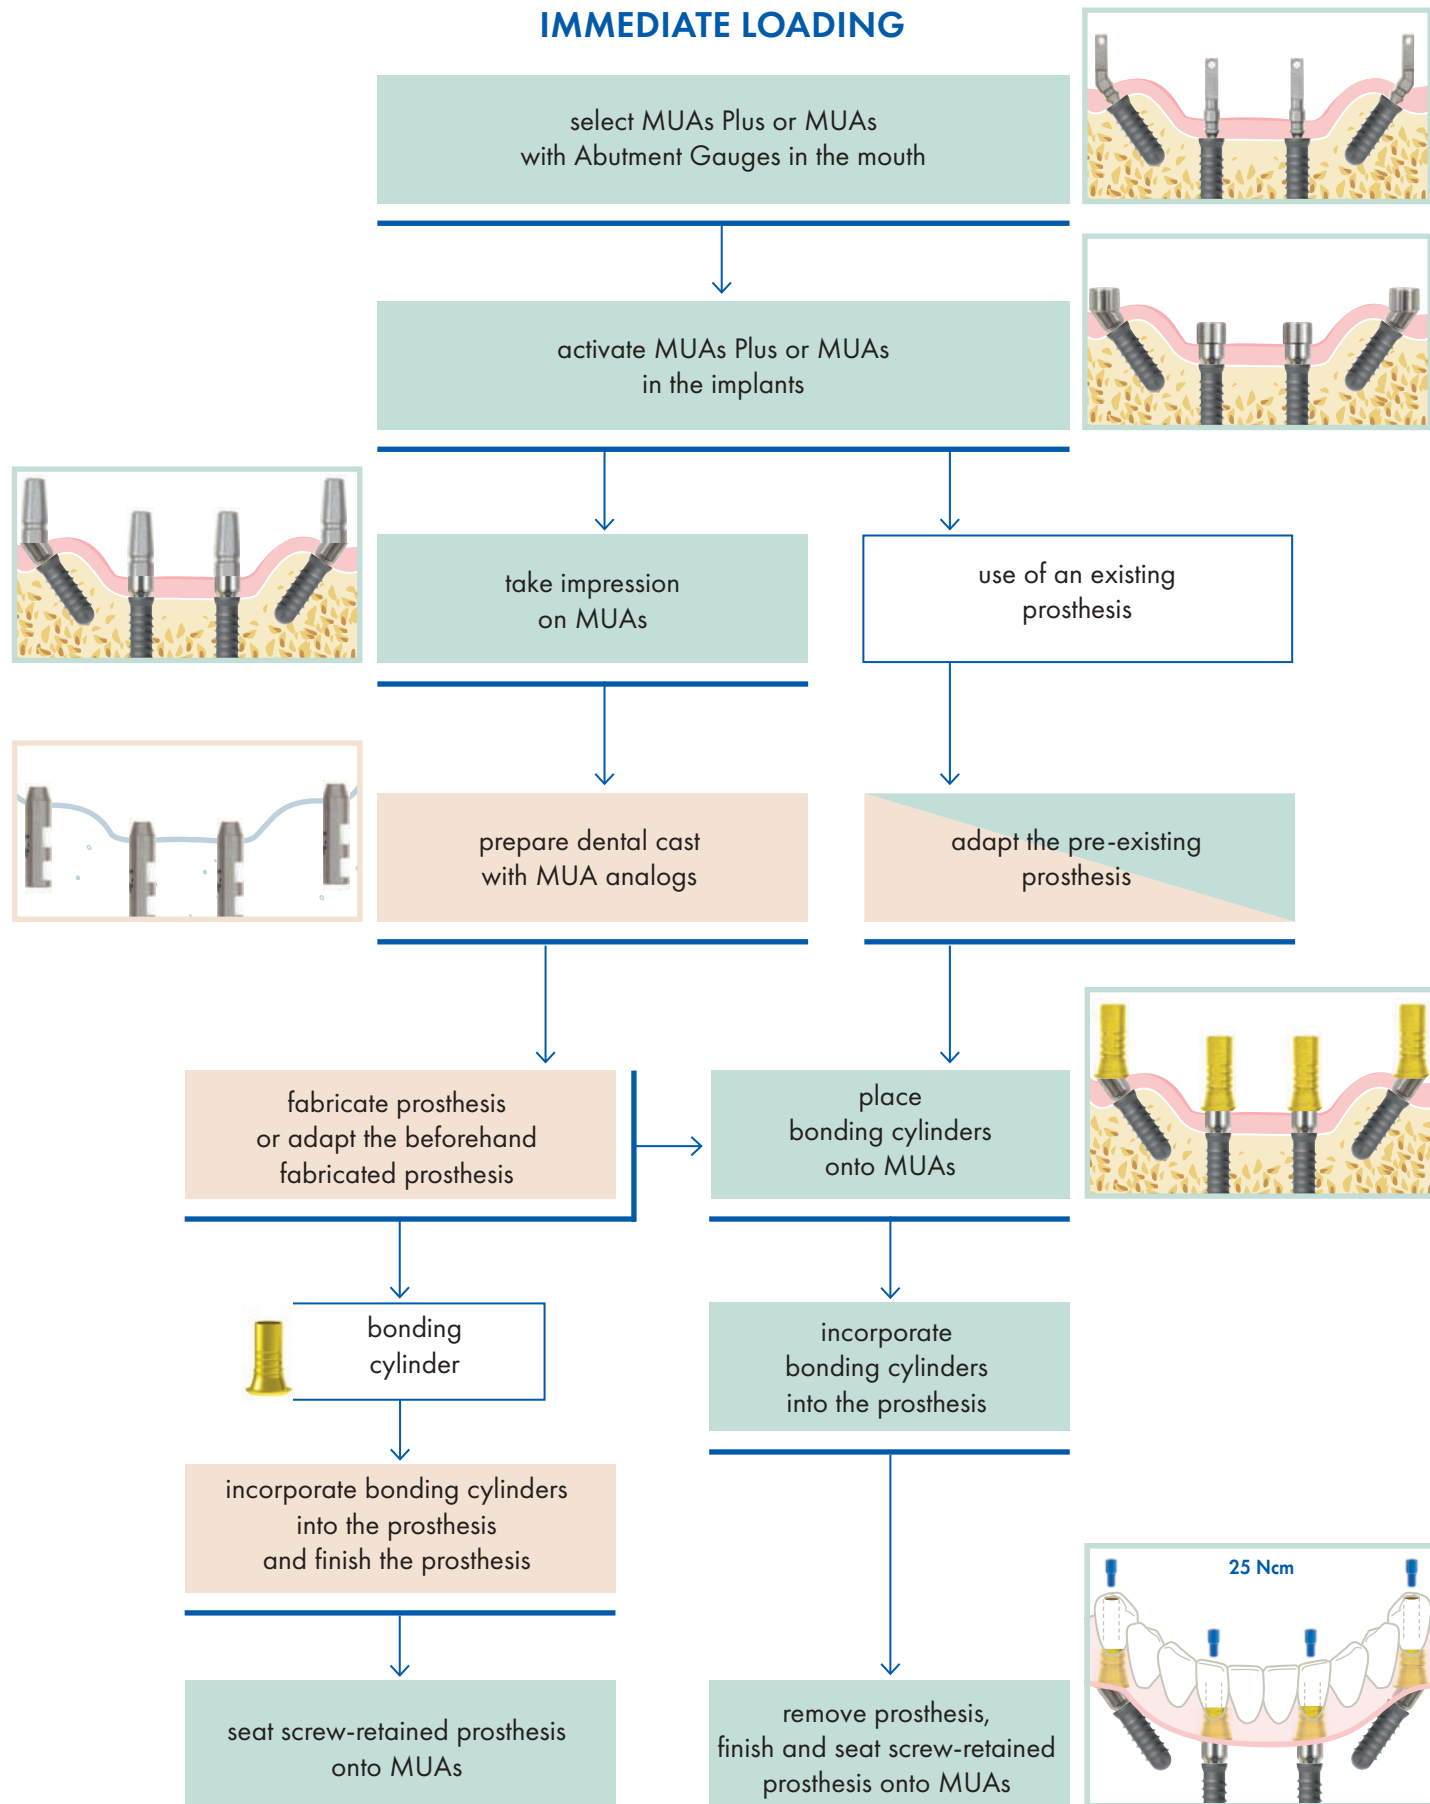 IMMEDIATE LOADING
select MUAs Plus or MUAs
with Abutment Gauges in the mouth
activate MUAs Plus or MUAs
in the implants
take impression
on MUAs
use of an existing
prosthesis
prepare dental cast
with MUA analogs
adapt the pre-existing
prosthesis
fabricate prosthesis
or adapt the beforehand
fabricated prosthesis
place
bonding cylinders
onto MUAs
bonding
cylinder
incorporate
bonding cylinders
into the prosthesis
incorporate bonding cylinders
into the prosthesis
and finish the prosthesis
25 Ncm
seat screw-retained prosthesis
onto MUAs
remove prosthesis,
finish and seat screw-retained
prosthesis onto MUAs